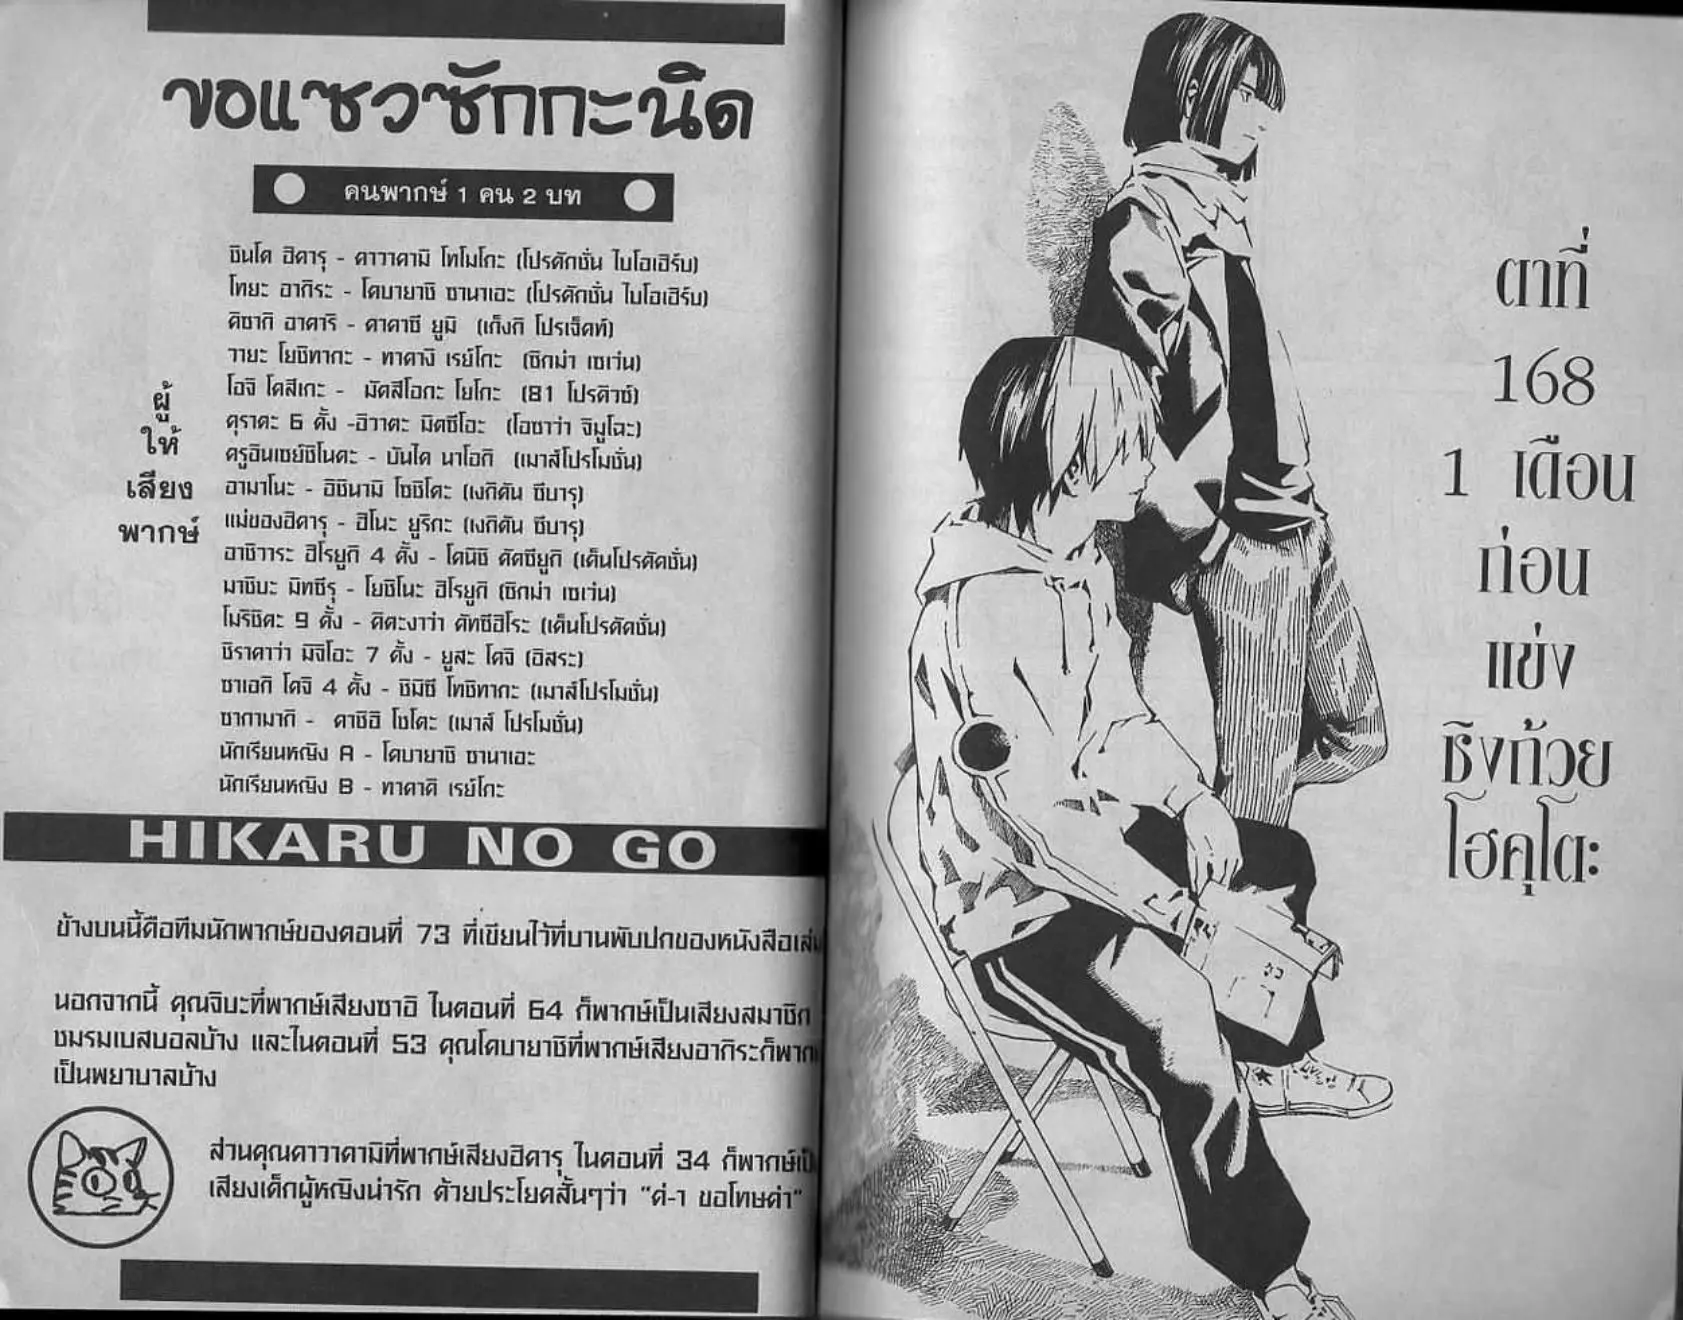 ขอแซวซักกะนิด
คนพากษ์ 1 คน 2 บท
ผู้
ให้
เสียง
พากษ์
ชินโด ฮิคารุ - คาวาคามิ โทโมโกะ (โปรดักชั่น ไบโอเฮิร์บ)
โทยะ อากิระ - โคบายาชิ ซานาเอะ (โปรดักชั่น ไบโอเฮิร์บ)
คิซากิ อาคาริ - คาคาซึ ยูมิ (เก็งกิ โปรเจ็คท์)
วายะ โยชิทากะ - ทาคางิ เรย์โกะ (ซิกม่า เซเว่น)
โอจิ โคสึเกะ - มัตสึโอกะ โยโกะ (81 โปรดิวซ์)
คุราตะ 6 ดั้ง -อิวาตะ มิตซึโอะ (โอซาว่า จิมูโฉะ)
ครูฝึนเซย์ชิโนดะ - บันโด นาโอกิ (เมาส์โปรโมชั่น)
อามาโนะ - อิชินามิ โซชิโตะ (เงกิดัน ซึบารุ)
แม่ของฮิคารุ - ฮิโนะ ยูริกะ (เงกิดัน ซึบารุ)
อาชิวาระ ฮิโรยูกิ 4 ดั้ง - โคนิชิ คัตซึยูกิ (เค็นโปรดัคชั่น)
มาชิบะ มิทซึรุ - โยชิโนะ ฮิโรยูกิ (ซิกม่า เซเว่น)
โมริชิตะ 9 ดั้ง - คิตะงาว่า คัทซึฮิโระ (เค็นโปรดัคชั่น)
ชิราคาว่า มิจิโอะ 7 ดั้ง - ยูสะ โคจิ (อิสระ)
ซาเอกิ โคจิ 4 ดั้ง - ชิมิซึ โทชิทากะ (เมาส์โปรโมชั่น)
ซากามากิ - คาชิอิ โชโตะ (เมาส์ โปรโมชั่น)
นักเรียนหญิง A - โคบายาชิ ซานาเอะ
นักเรียนหญิง B - ทาคาคิ เรย์โกะ
HIKARU NO GO
ข้างบนนี้คือทีมนักพากษ์ของตอนที่ 73 ที่เขียนไว้ที่บานพับปกของหนังสือเล่ม
นอกจากนี้ คุณจิบะที่พากษ์เสียงซาอิ ในตอนที่ 64 ก็พากษ์เป็นเสียงสมาชิก
ชมรมเบสบอลบ้าง และในตอนที่ 53 คุณโคบายาชิที่พากษ์เสียงอากิระก็พากษ์
เป็นพยาบาลบ้าง
ส่วนคุณคาวาคามิที่พากษ์เสียงฮิคารุ ในตอนที่ 34 ก็พากษ์เป็
เสียงเด็กผู้หญิงน่ารัก ด้วยประโยคสั้นๆว่า "ค่-า ขอโทษค่า"
ตาที่
168
1 เดือน
ก่อน
แข่ง
ชิงถ้วย
โฮคุโตะ